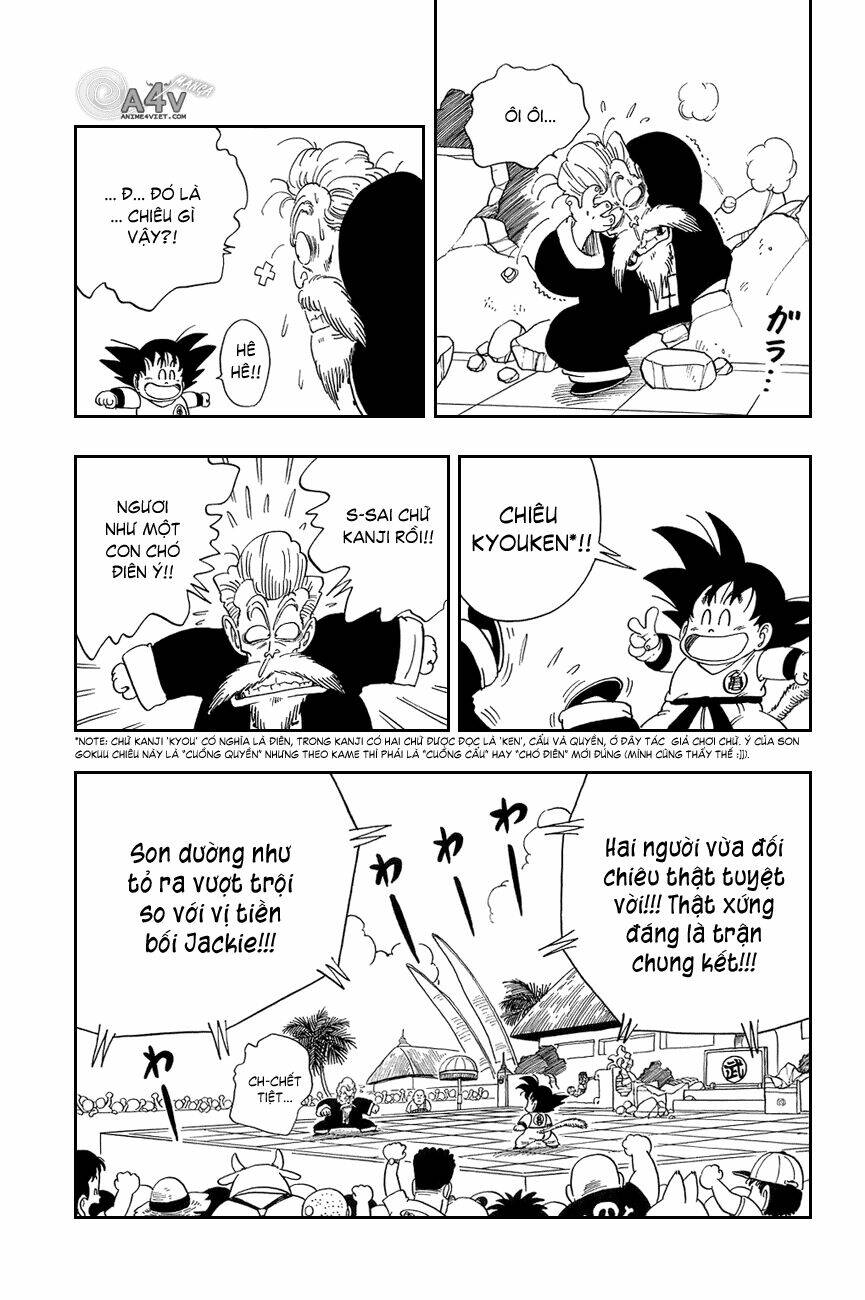 A4V
MANGA
ANIME4VIET.COM
ÔI ÔI...
ガラ...
... Đ... ĐÓ LÀ
... CHIÊU GÌ
VẬY?!
HÊ
HÊ!!
CHIÊU
KYOUKEN*!!
S-SAI CHỮ
KANJI RỒI!!
NGƯƠI
NHƯ MỘT
CON CHÓ
ĐIÊN Ý!!
*NOTE: CHỮ KANJI 'KYOU' CÓ NGHĨA LÀ ĐIÊN, TRONG KANJI CÓ HAI CHỮ ĐƯỢC ĐỌC LÀ 'KEN', CẨU VÀ QUYỀN, Ở ĐÂY TÁC GIẢ CHƠI CHỮ. Ý CỦA SON
GOKUU CHIÊU NÀY LÀ "CUỒNG QUYỀN" NHƯNG THEO KAME THÌ PHẢI LÀ "CUỒNG CẨU" HAY "CHÓ ĐIÊN" MỚI ĐÚNG (MÌNH CŨNG THẤY THẾ :]]).
Hai người vừa đối
chiêu thật tuyệt
vời!!! Thật xứng
đáng là trận
chung kết!!!
わーわーわー
Son dường như
tỏ ra vượt trội
so với vị tiền
bối Jackie!!!
わー
CH-CHẾT
TIỆT...
武